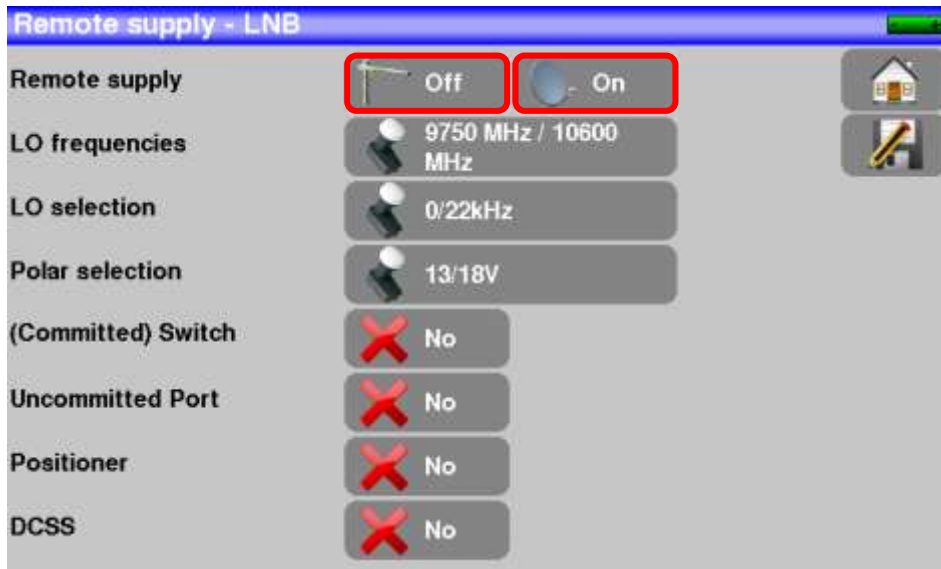 Remote supply - LNB
Remote supply Off On
LO frequencies 9750 MHz / 10600
MHz
LO selection 0/22kHz
Polar selection 13/18V
(Committed) Switch No
Uncommitted Port No
Positioner No
DCSS No